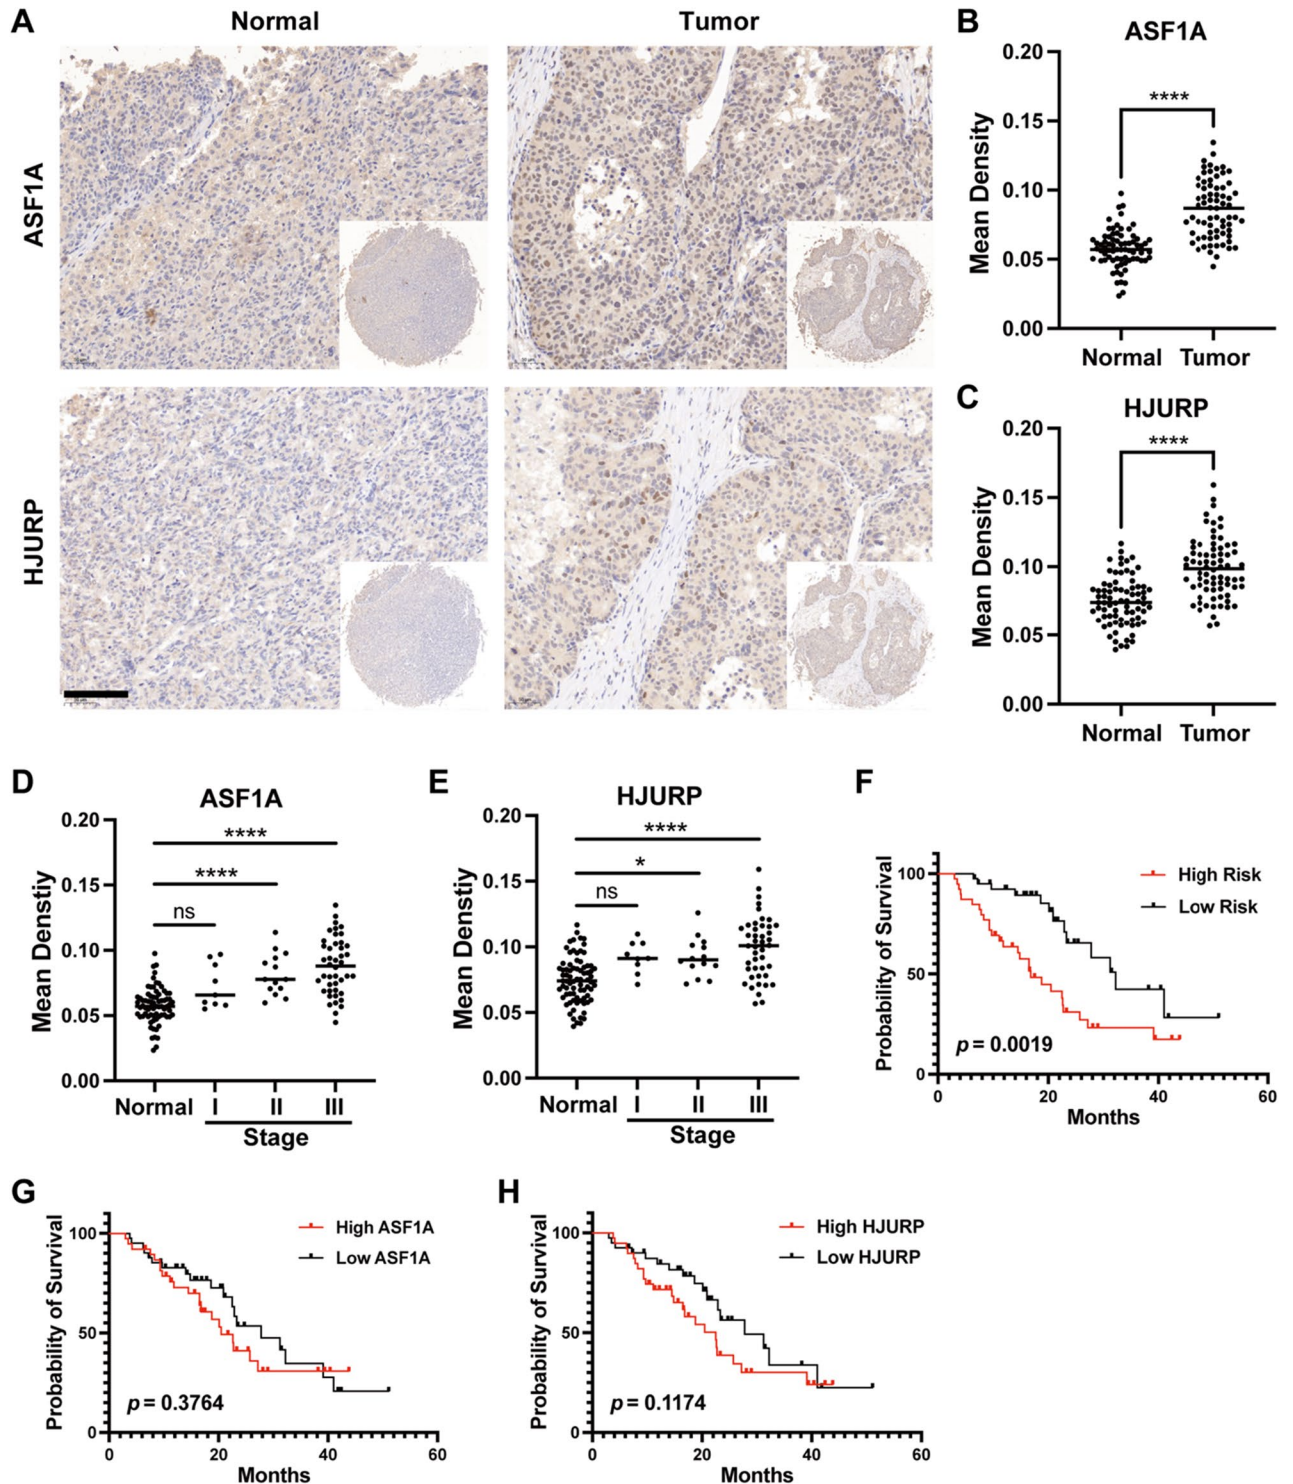 A
Normal
Tumor
ASF1A
HJURP
B
ASF1A
0.20
****
0.15
0.10
0.05
0.00
Mean Density
Normal Tumor
C
HJURP
0.20
****
0.15
0.10
0.05
0.00
Mean Density
Normal Tumor
D
ASF1A
0.20
****
0.15
****
ns
0.10
0.05
0.00
Mean Denstiy
Normal I II III
Stage
E
HJURP
0.20
****
*
0.15
ns
0.10
0.05
0.00
Mean Density
Normal I II III
Stage
F
100
High Risk
Low Risk
50
p = 0.0019
0
Probability of Survival
0 20 40 60
Months
G
100
High ASF1A
Low ASF1A
50
p = 0.3764
0
Probability of Survival
0 20 40 60
Months
H
100
High HJURP
Low HJURP
50
p = 0.1174
0
Probability of Survival
0 20 40 60
Months